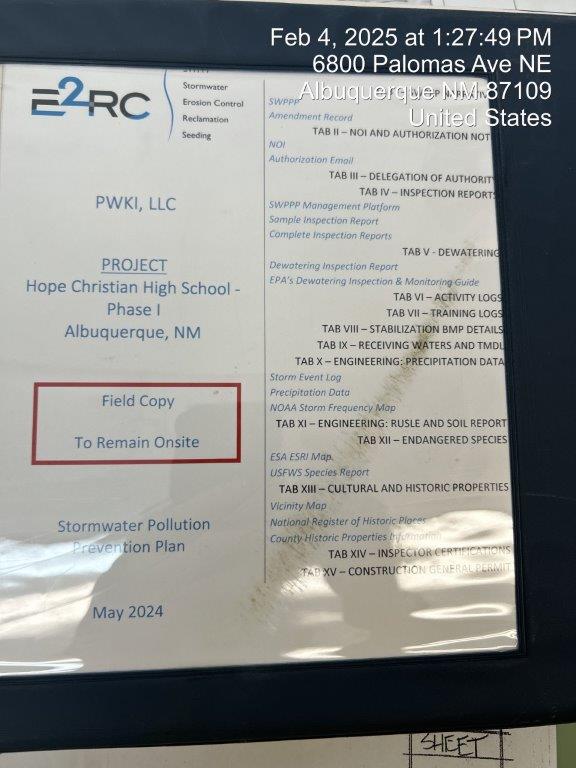 Feb 4, 2025 at 1:27:49 PM
6800 Palomas Ave NE
Albuquerque NM 87109
United States
E2RC
Stormwater
Erosion Control
Reclamation
Seeding
PWKI, LLC
PROJECT
Hope Christian High School -
Phase I
Albuquerque, NM
Field Copy
To Remain Onsite
Stormwater Pollution
Prevention Plan
May 2024
SWPPP
Amendment Record
TAB II – NOI AND AUTHORIZATION NOT
NOI
Authorization Email
TAB III – DELEGATION OF AUTHORITY
TAB IV – INSPECTION REPORTS
SWPPP Management Platform
Sample Inspection Report
Complete Inspection Reports
TAB V - DEWATERING
Dewatering Inspection Report
EPA's Dewatering Inspection & Monitoring Guide
TAB VI – ACTIVITY LOGS
TAB VII – TRAINING LOGS
TAB VIII – STABILIZATION BMP DETAILS
TAB IX – RECEIVING WATERS AND TMDL
TAB X – ENGINEERING: PRECIPITATION DATA
Storm Event Log
Precipitation Data
NOAA Storm Frequency Map
TAB XI – ENGINEERING: RUSLE AND SOIL REPORT
TAB XII – ENDANGERED SPECIES
ESA ESRI Map
USFWS Species Report
TAB XIII – CULTURAL AND HISTORIC PROPERTIES
Vicinity Map
National Register of Historic Places
County Historic Properties Information
TAB XIV – INSPECTOR CERTIFICATIONS
TAB XV – CONSTRUCTION GENERAL PERMIT
SHEET